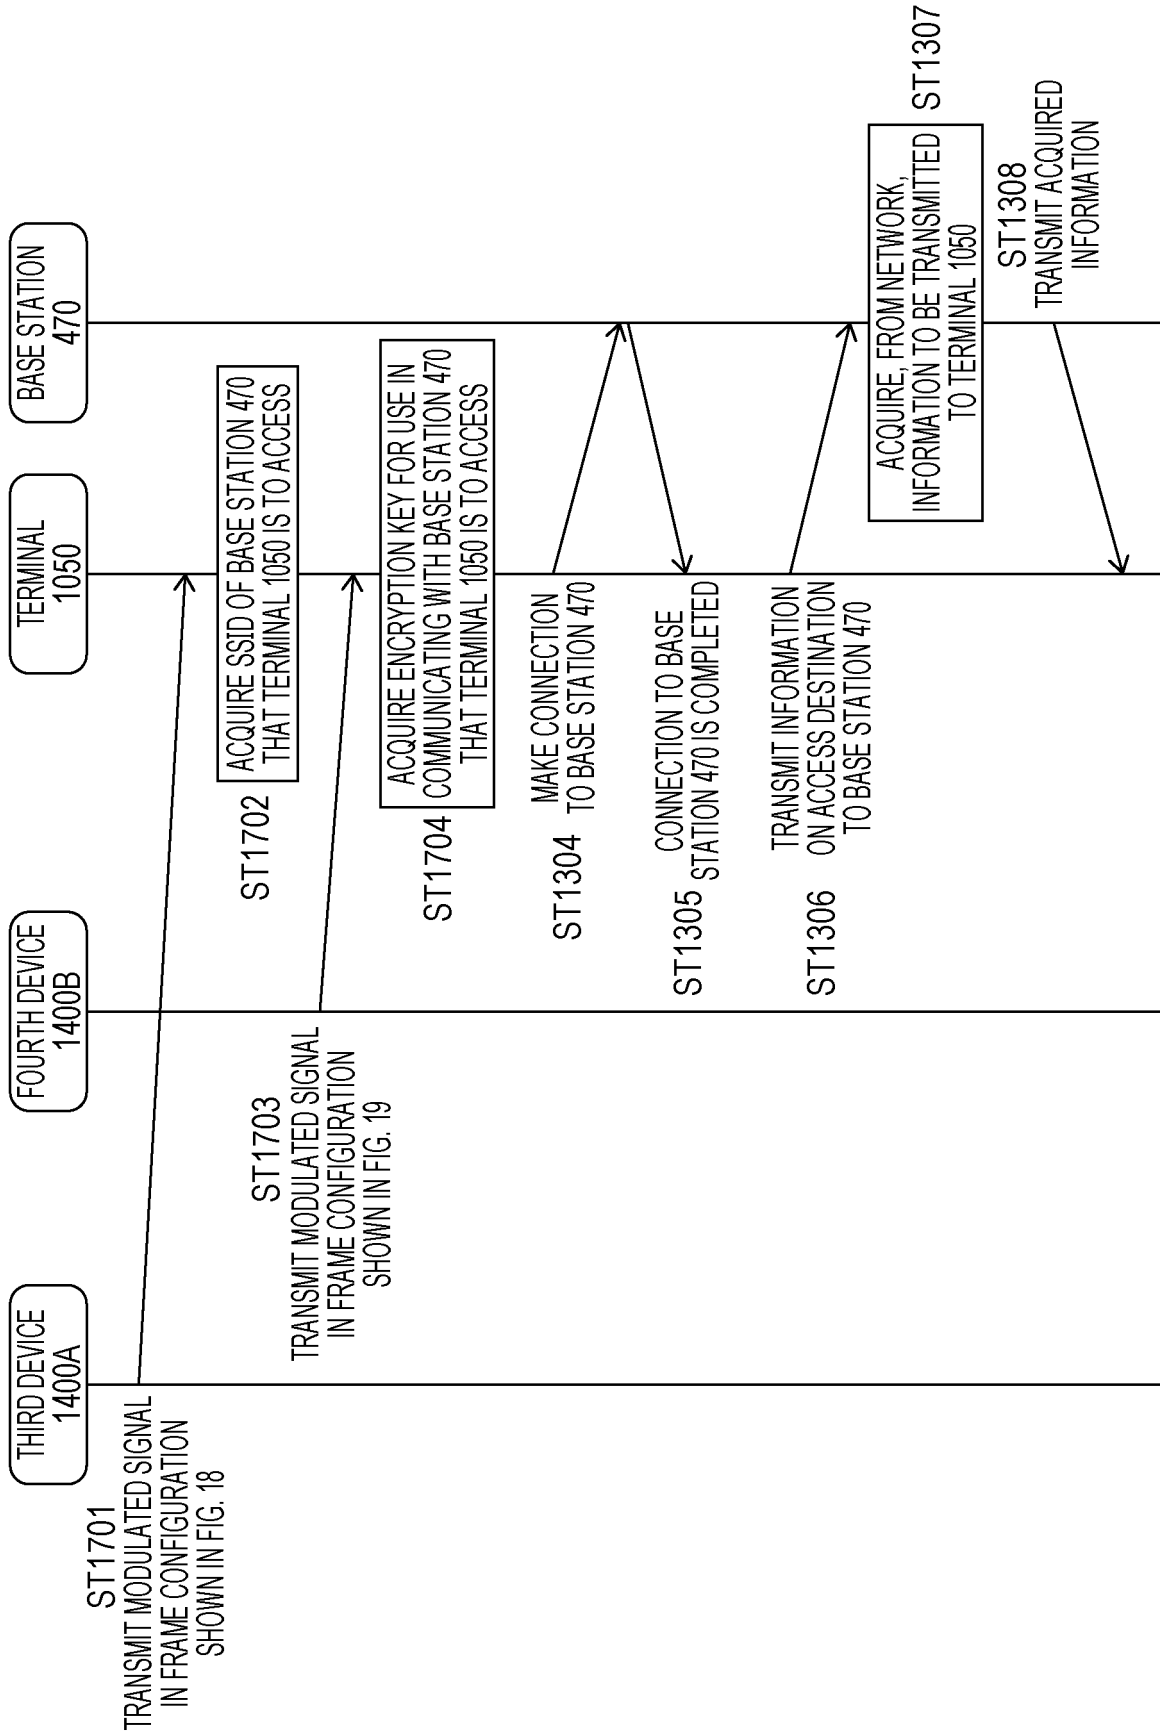 THIRD DEVICE
1400A
FOURTH DEVICE
1400B
TERMINAL
1050
BASE STATION
470
ST1701
TRANSMIT MODULATED SIGNAL
IN FRAME CONFIGURATION
SHOWN IN FIG. 18
ST1702
ACQUIRE SSID OF BASE STATION 470
THAT TERMINAL 1050 IS TO ACCESS
ST1703
TRANSMIT MODULATED SIGNAL
IN FRAME CONFIGURATION
SHOWN IN FIG. 19
ST1704
ACQUIRE ENCRYPTION KEY FOR USE IN
COMMUNICATING WITH BASE STATION 470
THAT TERMINAL 1050 IS TO ACCESS
ST1304
MAKE CONNECTION
TO BASE STATION 470
ST1305
CONNECTION TO BASE
STATION 470 IS COMPLETED
ST1306
TRANSMIT INFORMATION
ON ACCESS DESTINATION
TO BASE STATION 470
ACQUIRE, FROM NETWORK,
INFORMATION TO BE TRANSMITTED
TO TERMINAL 1050
ST1307
ST1308
TRANSMIT ACQUIRED
INFORMATION